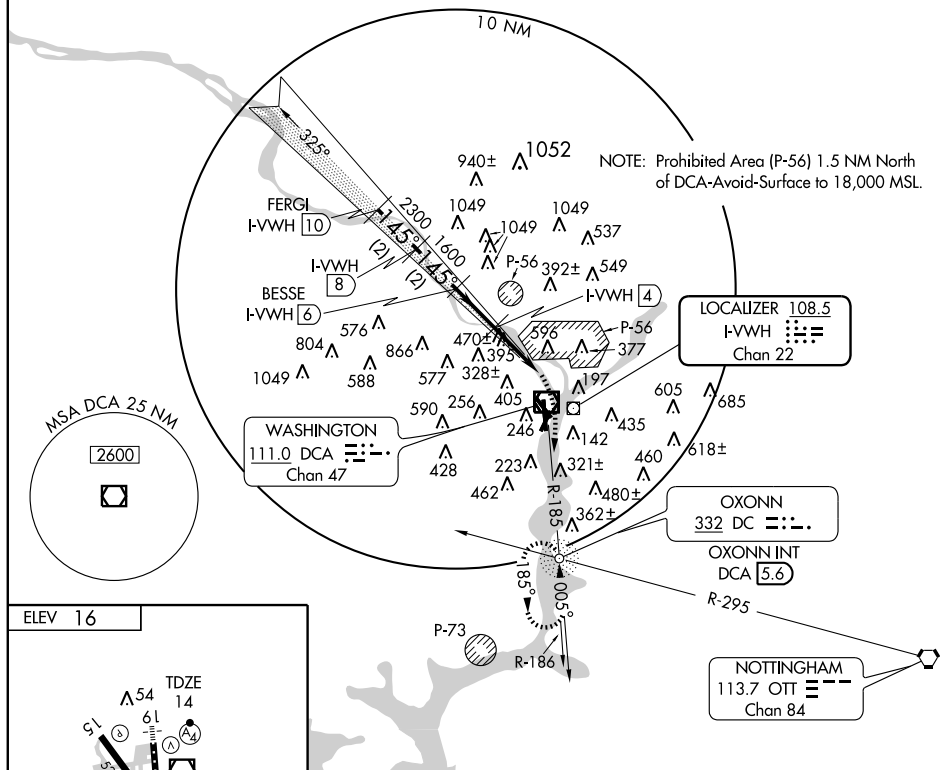 10 NM
325°
940±
1052
NOTE: Prohibited Area (P-56) 1.5 NM North
of DCA-Avoid-Surface to 18,000 MSL.
FERGI
I-VWH 10
145°
2300
(2)
1049
1049
1049
537
I-VWH
8
145°
1600
(2)
P-56
392±
549
BESSE
I-VWH 6
I-VWH 4
LOCALIZER 108.5
I-VWH
Chan 22
576
470±
395
596
P-56
377
804
866
1049
588
577
328±
405
197
605
685
MSA DCA 25 NM
2600
590
256
246
435
WASHINGTON
111.0 DCA
Chan 47
142
618±
428
223
321±
460
462
R-185
480±
362±
OXONN
332 DC
OXONN INT
DCA 5.6
185°
005°
R-295
ELEV 16
P-73
R-186
NOTTINGHAM
113.7 OTT
Chan 84
54
TDZE
14
15
19
P
V
A4